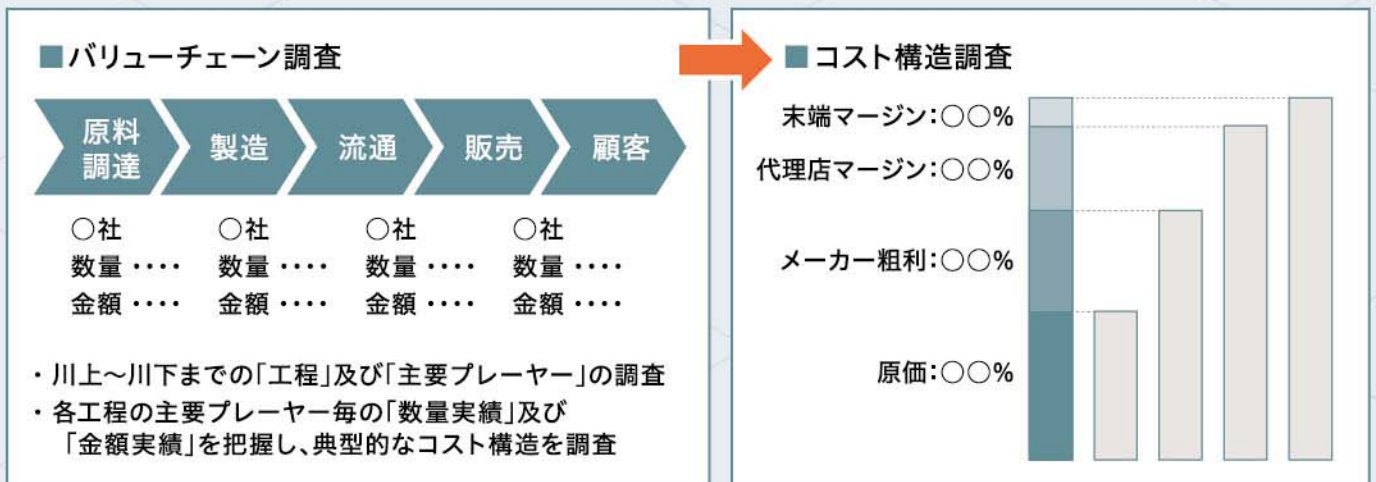 ■バリューチェーン調査
原料
調達
製造
流通
販売
顧客
○社 ○社 ○社 ○社
数量 ‥‥ 数量 ‥‥ 数量 ‥‥ 数量 ‥‥
金額 ‥‥ 金額 ‥‥ 金額 ‥‥ 金額 ‥‥
・川上～川下までの「工程」及び「主要プレーヤー」の調査
・各工程の主要プレーヤー毎の「数量実績」及び
「金額実績」を把握し、典型的なコスト構造を調査
■コスト構造調査
末端マージン：○○%
代理店マージン：○○%
メーカー粗利：○○%
原価：○○%